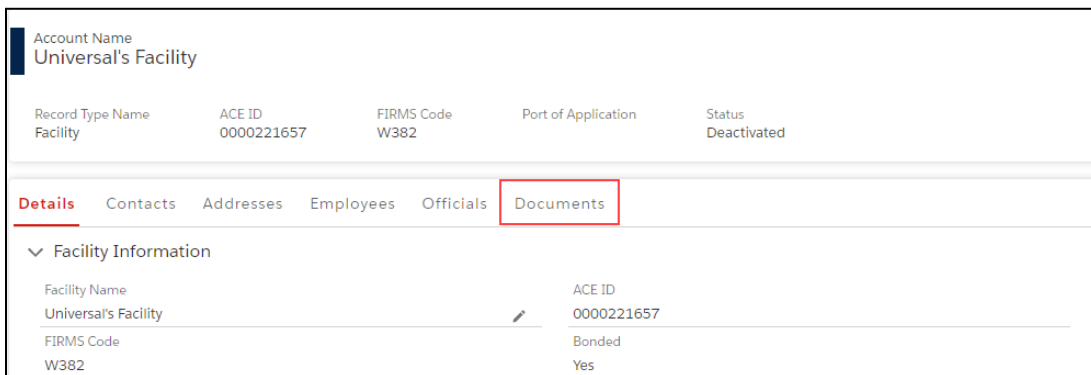 Account Name
Universal's Facility
Record Type Name ACE ID FIRMS Code Port of Application Status
Facility 0000221657 W382 Deactivated
Details Contacts Addresses Employees Officials Documents
Facility Information
Facility Name ACE ID
Universal's Facility 0000221657
FIRMS Code Bonded
W382 Yes